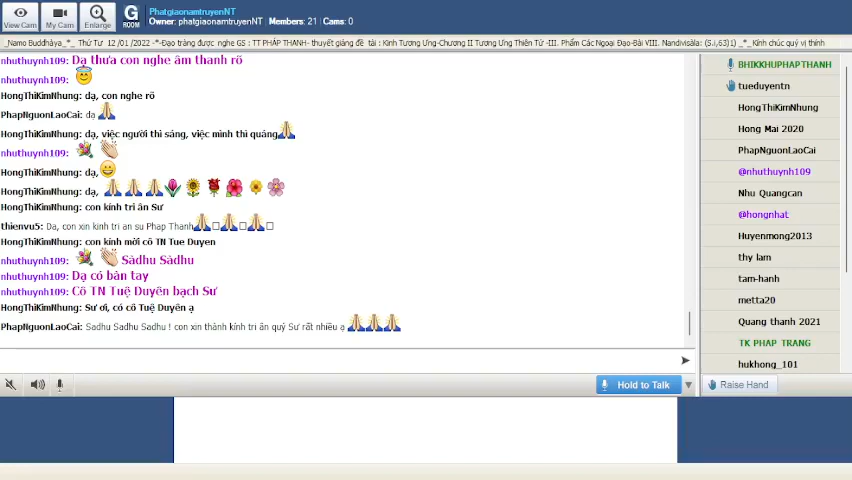 View Cam
My Cam
Enlarge
G
ROOM
PhatgiaonamtruyenNT
Owner: phatgiaonamtruyenNT | Members: 21 | Cams: 0
_Namo Buddhāya_*_ Thứ Tư 12 /01 /2022 -*-Đạo tràng được nghe GS : TT PHÁP THANH- thuyết giảng đề tài : Kinh Tương Ưng-Chương II Tương Ưng Thiên Tử -III. Phẩm Các Ngoại Đạo-Bài VIII. Nandivisàla: (S.i,63)1) _*_Kính chúc quý vị thính
nhuthuynh109: Dạ thưa con nghe âm thanh rõ
nhuthuynh109:
HongThiKimNhung: dạ, con nghe rõ
PhapNguonLaoCai: dạ
HongThiKimNhung: dạ, việc người thì sáng, việc mình thì quáng
nhuthuynh109:
HongThiKimNhung: dạ,
HongThiKimNhung: dạ,
HongThiKimNhung: con kính tri ân Sư
thienvu5: Da, con xin kinh tri an su Phap Thanh
HongThiKimNhung: con kính mời cô TN Tue Duyen
nhuthuynh109: Sàdhu Sàdhu
nhuthuynh109: Dạ có bàn tay
nhuthuynh109: Cô TN Tuệ Duyên bạch Sư
HongThiKimNhung: Sư ơi, có cô Tuệ Duyên ạ
PhapNguonLaoCai: Sadhu Sadhu Sadhu ! con xin thành kính tri ân quý Sư rất nhiều ạ
Hold to Talk
BHIKKHUPHAPTHANH
tueduyentn
HongThiKimNhung
Hong Mai 2020
PhapNguonLaoCai
@nhuthuynh109
Nhu Quangcan
@hongnhat
Huyenmong2013
thy lam
tam-hanh
metta20
Quang thanh 2021
TK PHAP TRANG
hukhong_101
Raise Hand